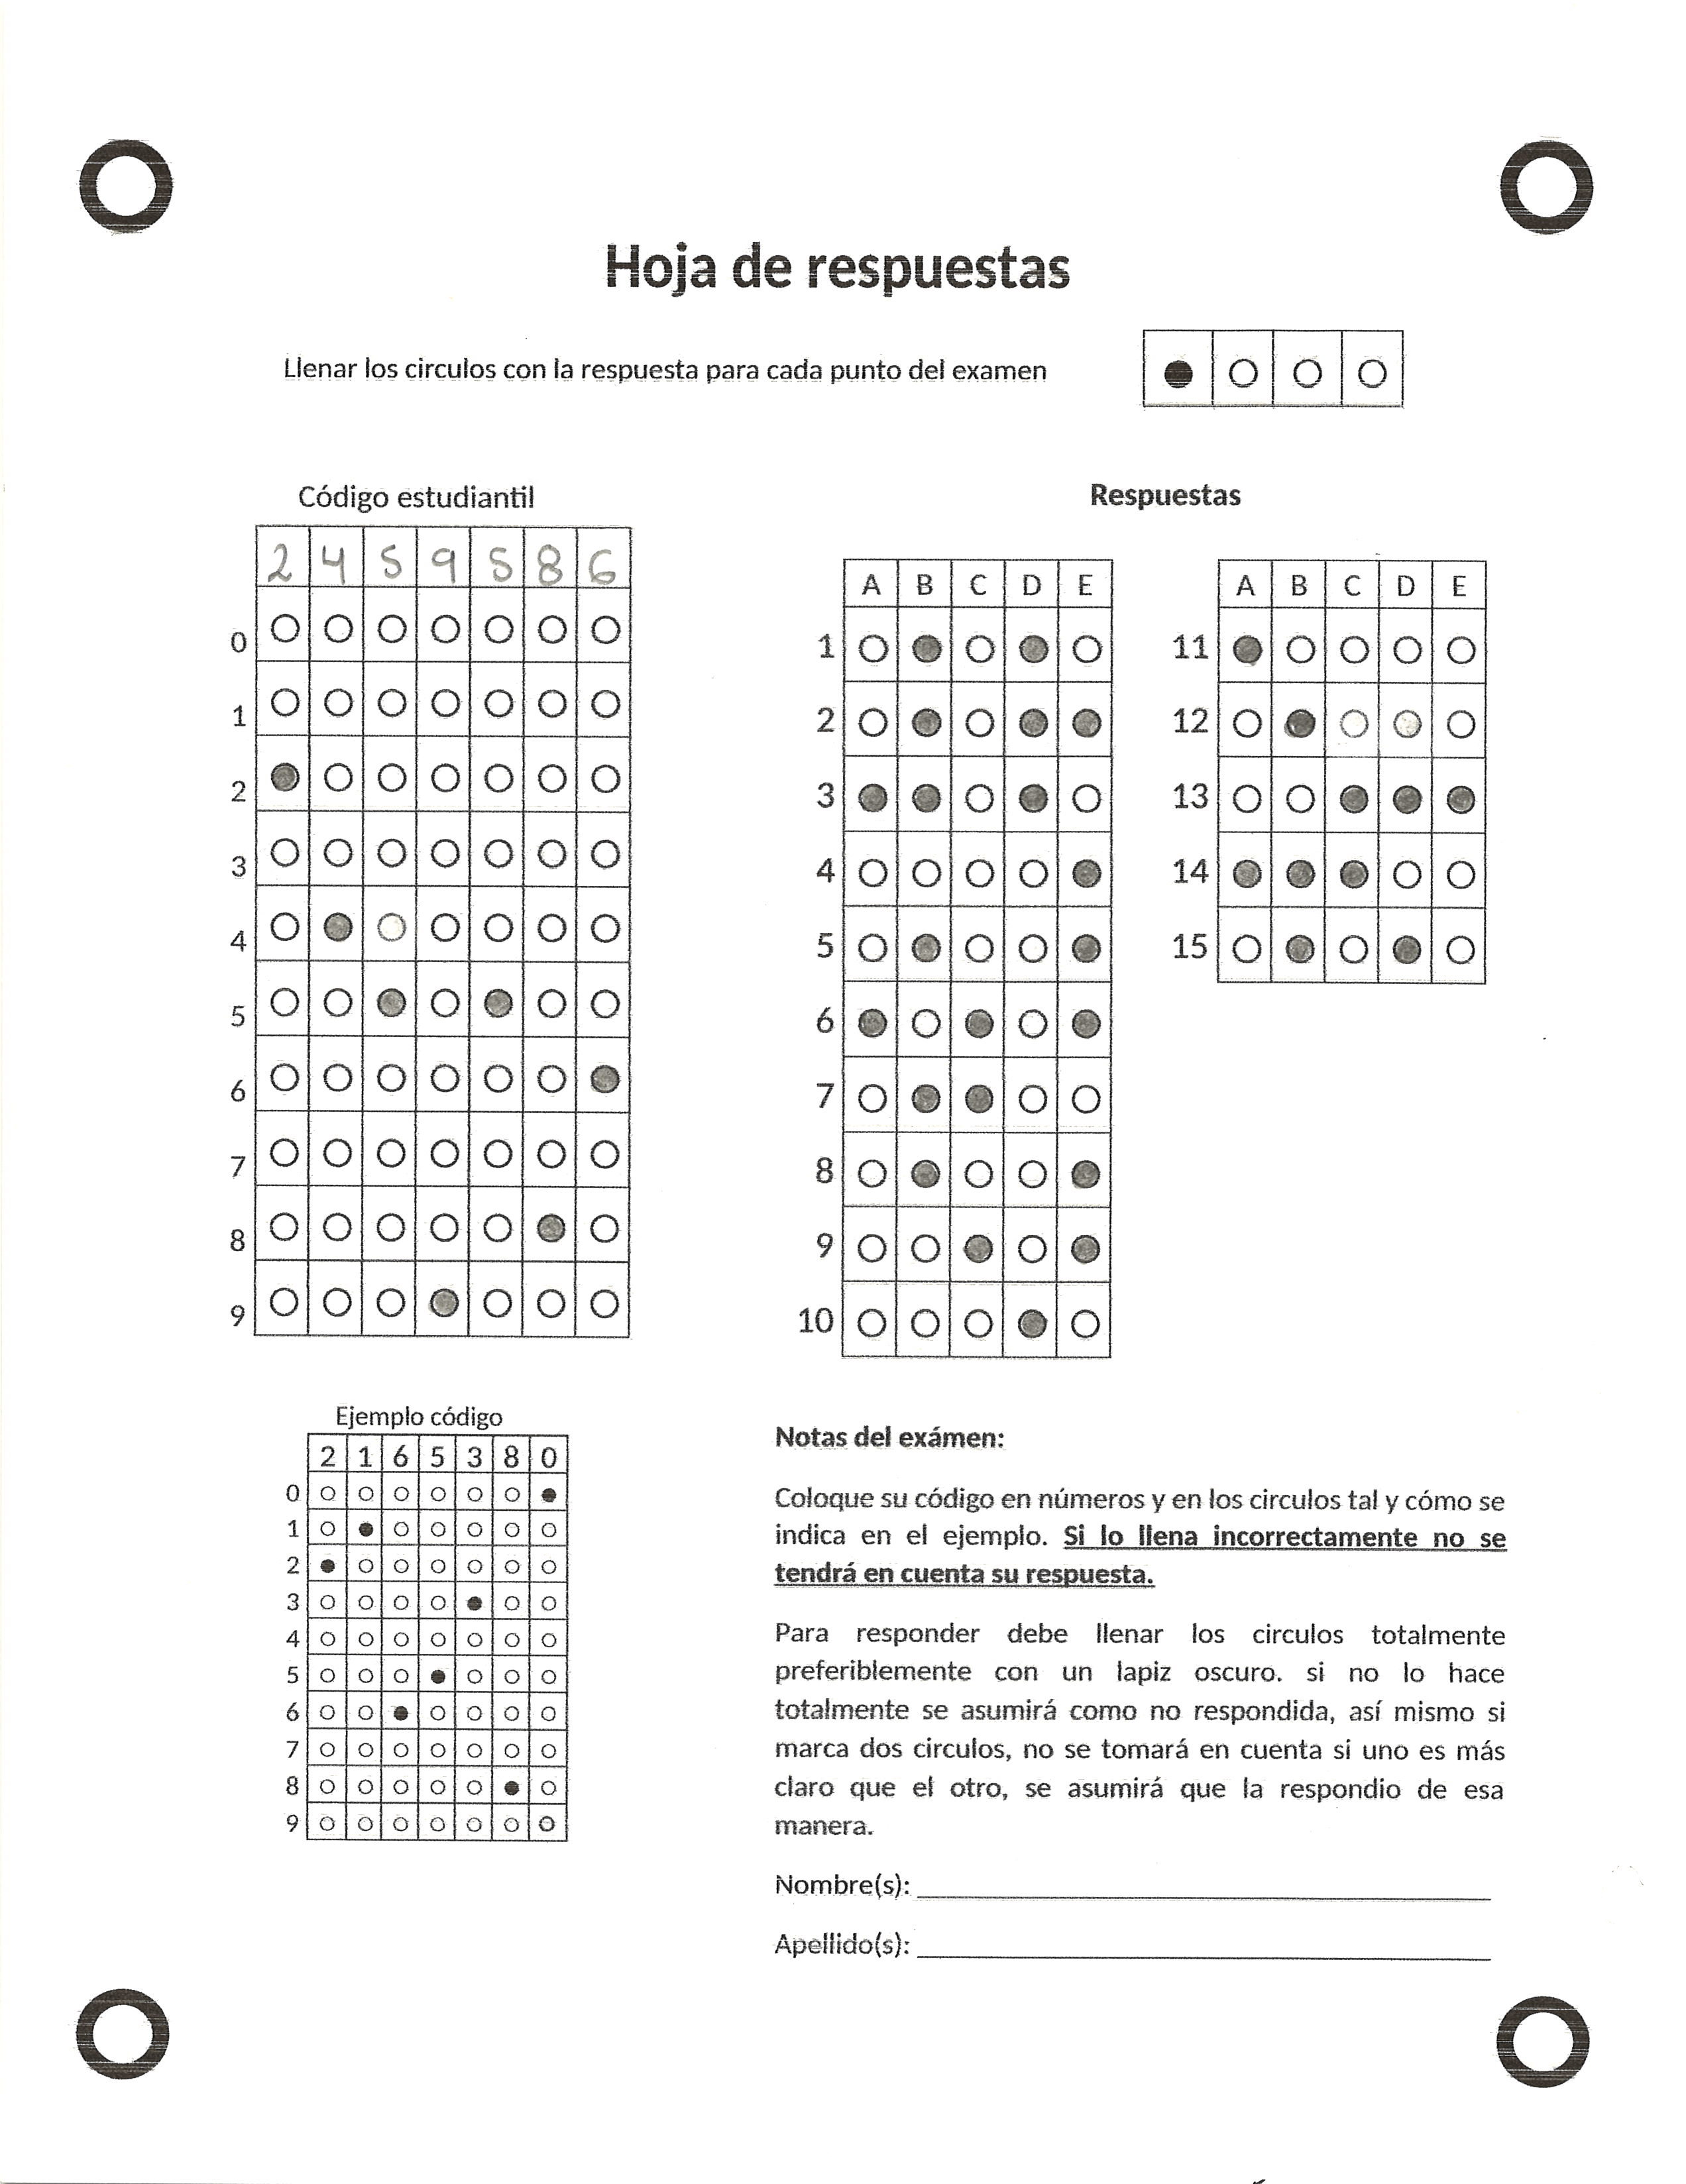 Hoja de respuestas
Llenar los circulos con la respuesta para cada punto del examen
Código estudiantil
2 4 5 9 5 8 6
0
1
2
3
4
5
6
7
8
9
Respuestas
A B C D E
1
2
3
4
5
6
7
8
9
10
A B C D E
11
12
13
14
15
Ejemplo código
2 1 6 5 3 8 0
0
1
2
3
4
5
6
7
8
9
Notas del exámen:
Coloque su código en números y en los circulos tal y cómo se
indica en el ejemplo. Si lo llena incorrectamente no se
tendrá en cuenta su respuesta.
Para responder debe llenar los circulos totalmente
preferiblemente con un lapiz oscuro. si no lo hace
totalmente se asumirá como no respondida, así mismo si
marca dos circulos, no se tomará en cuenta si uno es más
claro que el otro, se asumirá que la respondio de esa
manera.
Nombre(s):
Apellido(s):